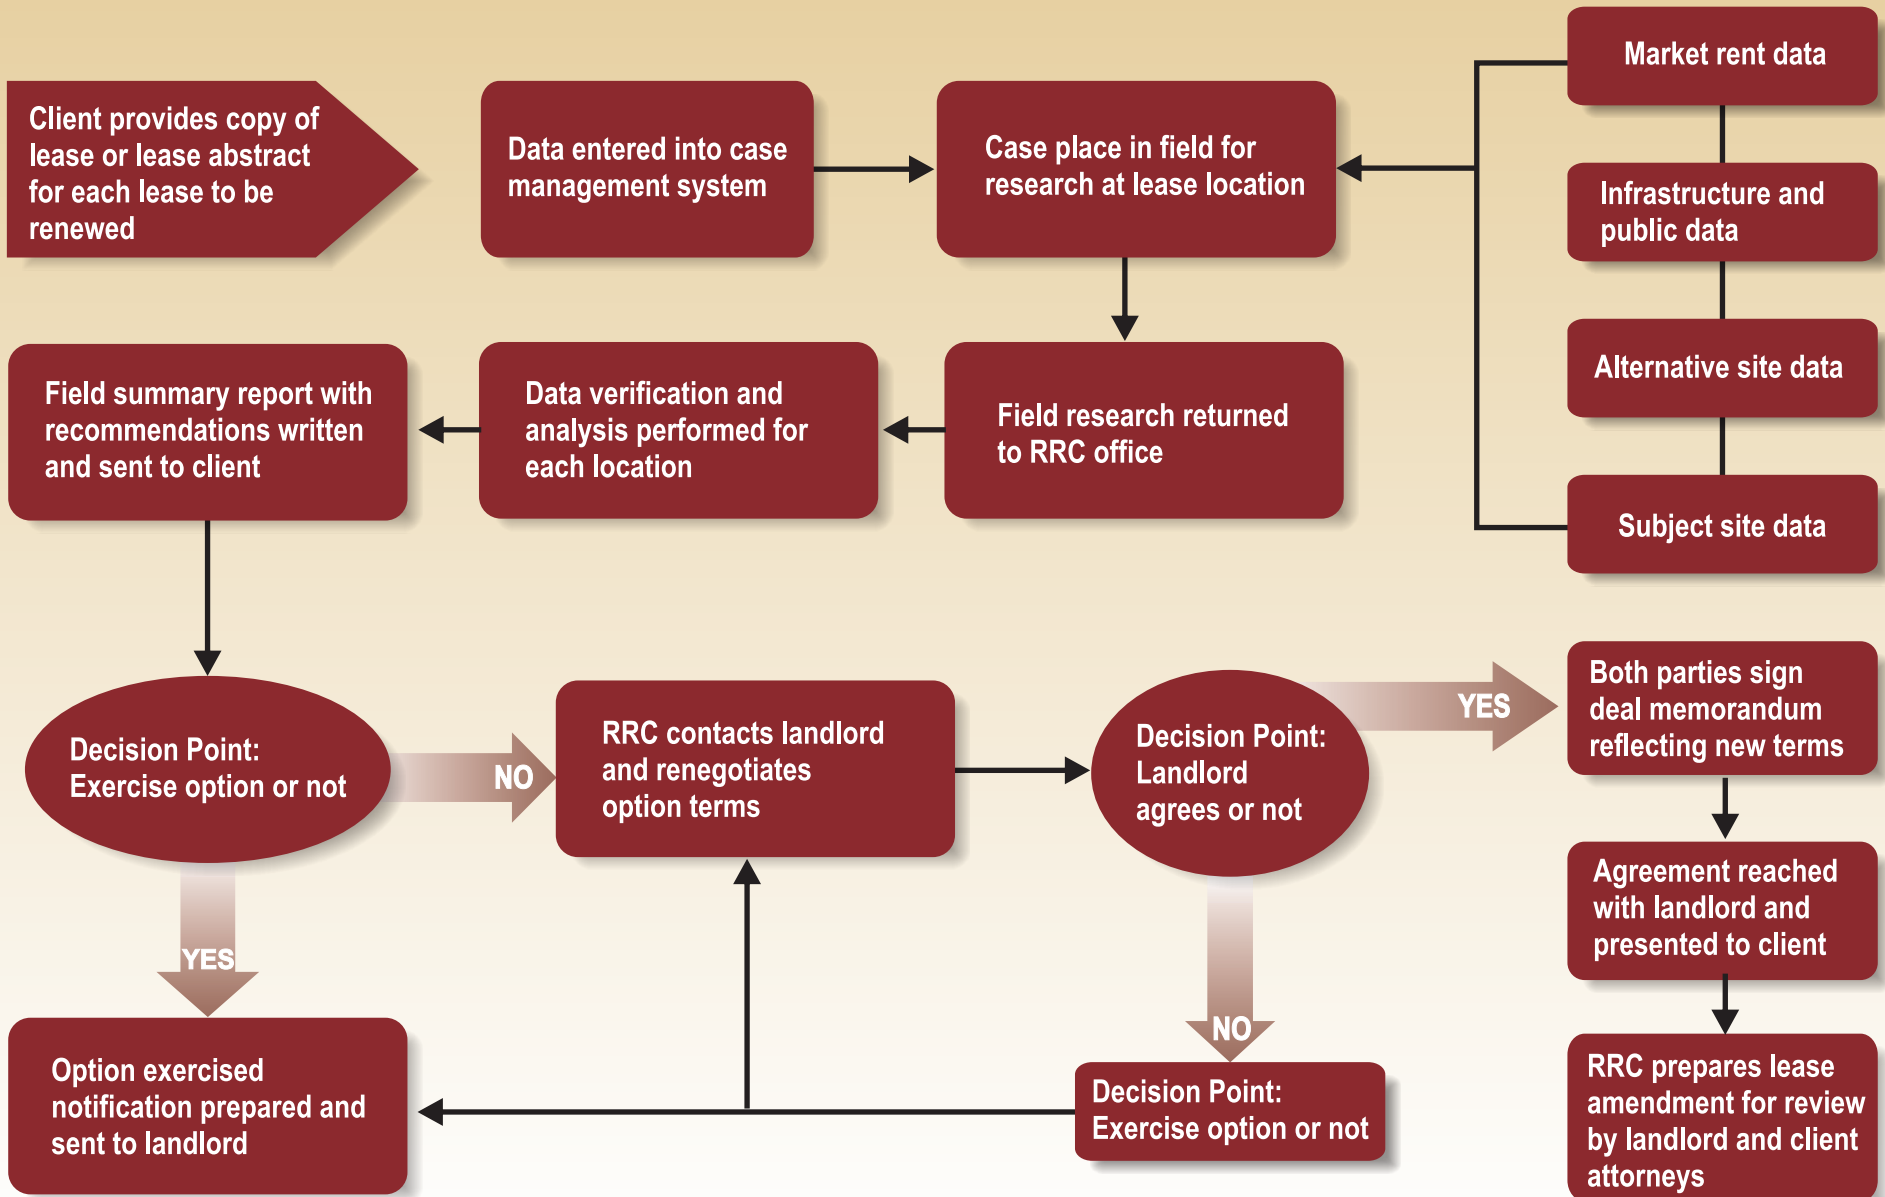 Client provides copy of
lease or lease abstract
for each lease to be
renewed
Data entered into case
management system
Case place in field for
research at lease location
Market rent data
Infrastructure and
public data
Alternative site data
Subject site data
Field research returned
to RRC office
Data verification and
analysis performed for
each location
Field summary report with
recommendations written
and sent to client
Decision Point:
Exercise option or not
NO
YES
RRC contacts landlord
and renegotiates
option terms
Decision Point:
Landlord
agrees or not
YES
NO
Both parties sign
deal memorandum
reflecting new terms
Agreement reached
with landlord and
presented to client
RRC prepares lease
amendment for review
by landlord and client
attorneys
Decision Point:
Exercise option or not
Option exercised
notification prepared and
sent to landlord